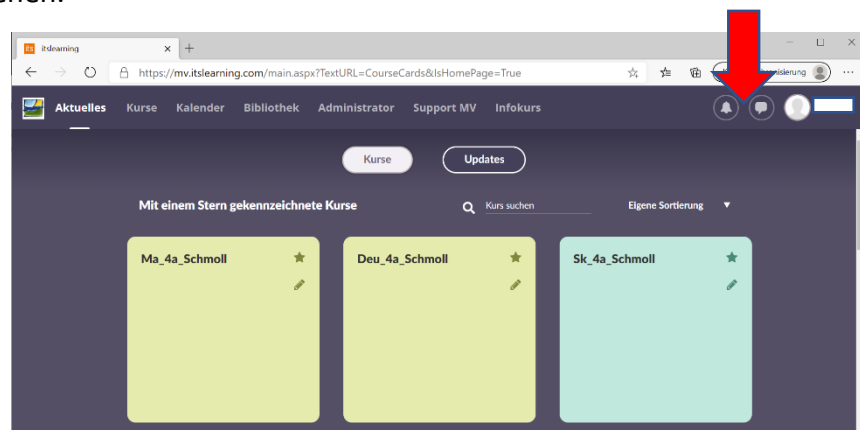 its itslearning × +
https://mv.itslearning.com/main.aspx?TextURL=CourseCards&IsHomePage=True
Aktuelles Kurse Kalender Bibliothek Administrator Support MV Infokurs
Kurse Updates
Mit einem Stern gekennzeichnete Kurse Kurs suchen Eigene Sortierung
Ma_4a_Schmoll Deu_4a_Schmoll Sk_4a_Schmoll